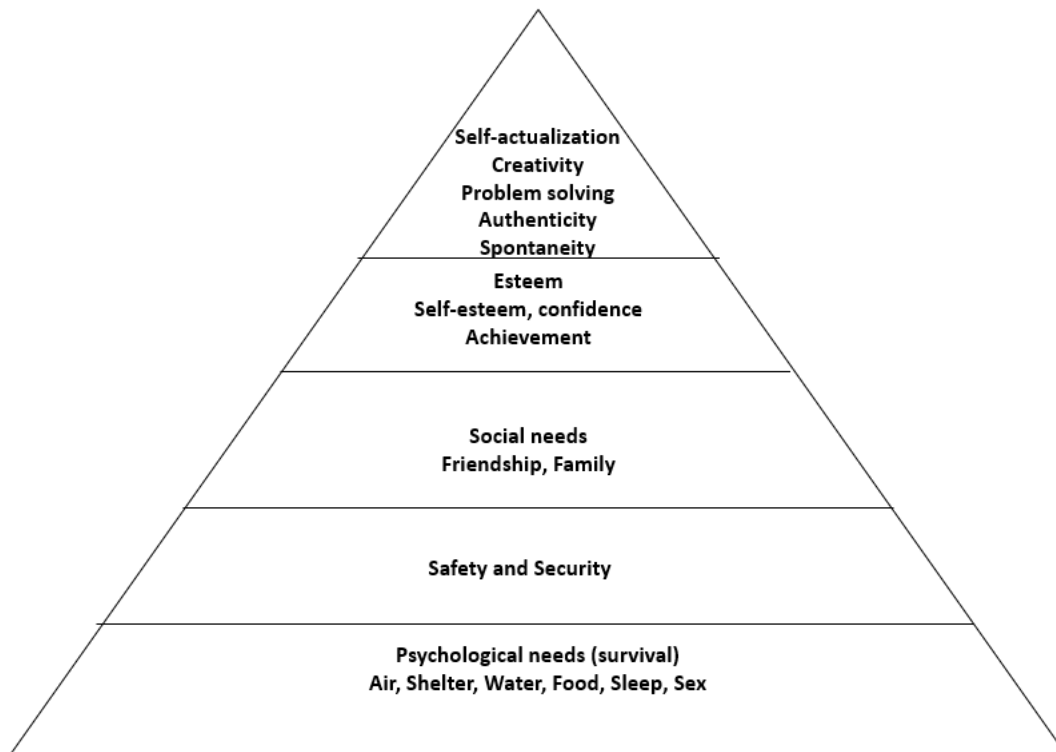 Self-actualization
Creativity
Problem solving
Authenticity
Spontaneity
Esteem
Self-esteem, confidence
Achievement
Social needs
Friendship, Family
Safety and Security
Psychological needs (survival)
Air, Shelter, Water, Food, Sleep, Sex